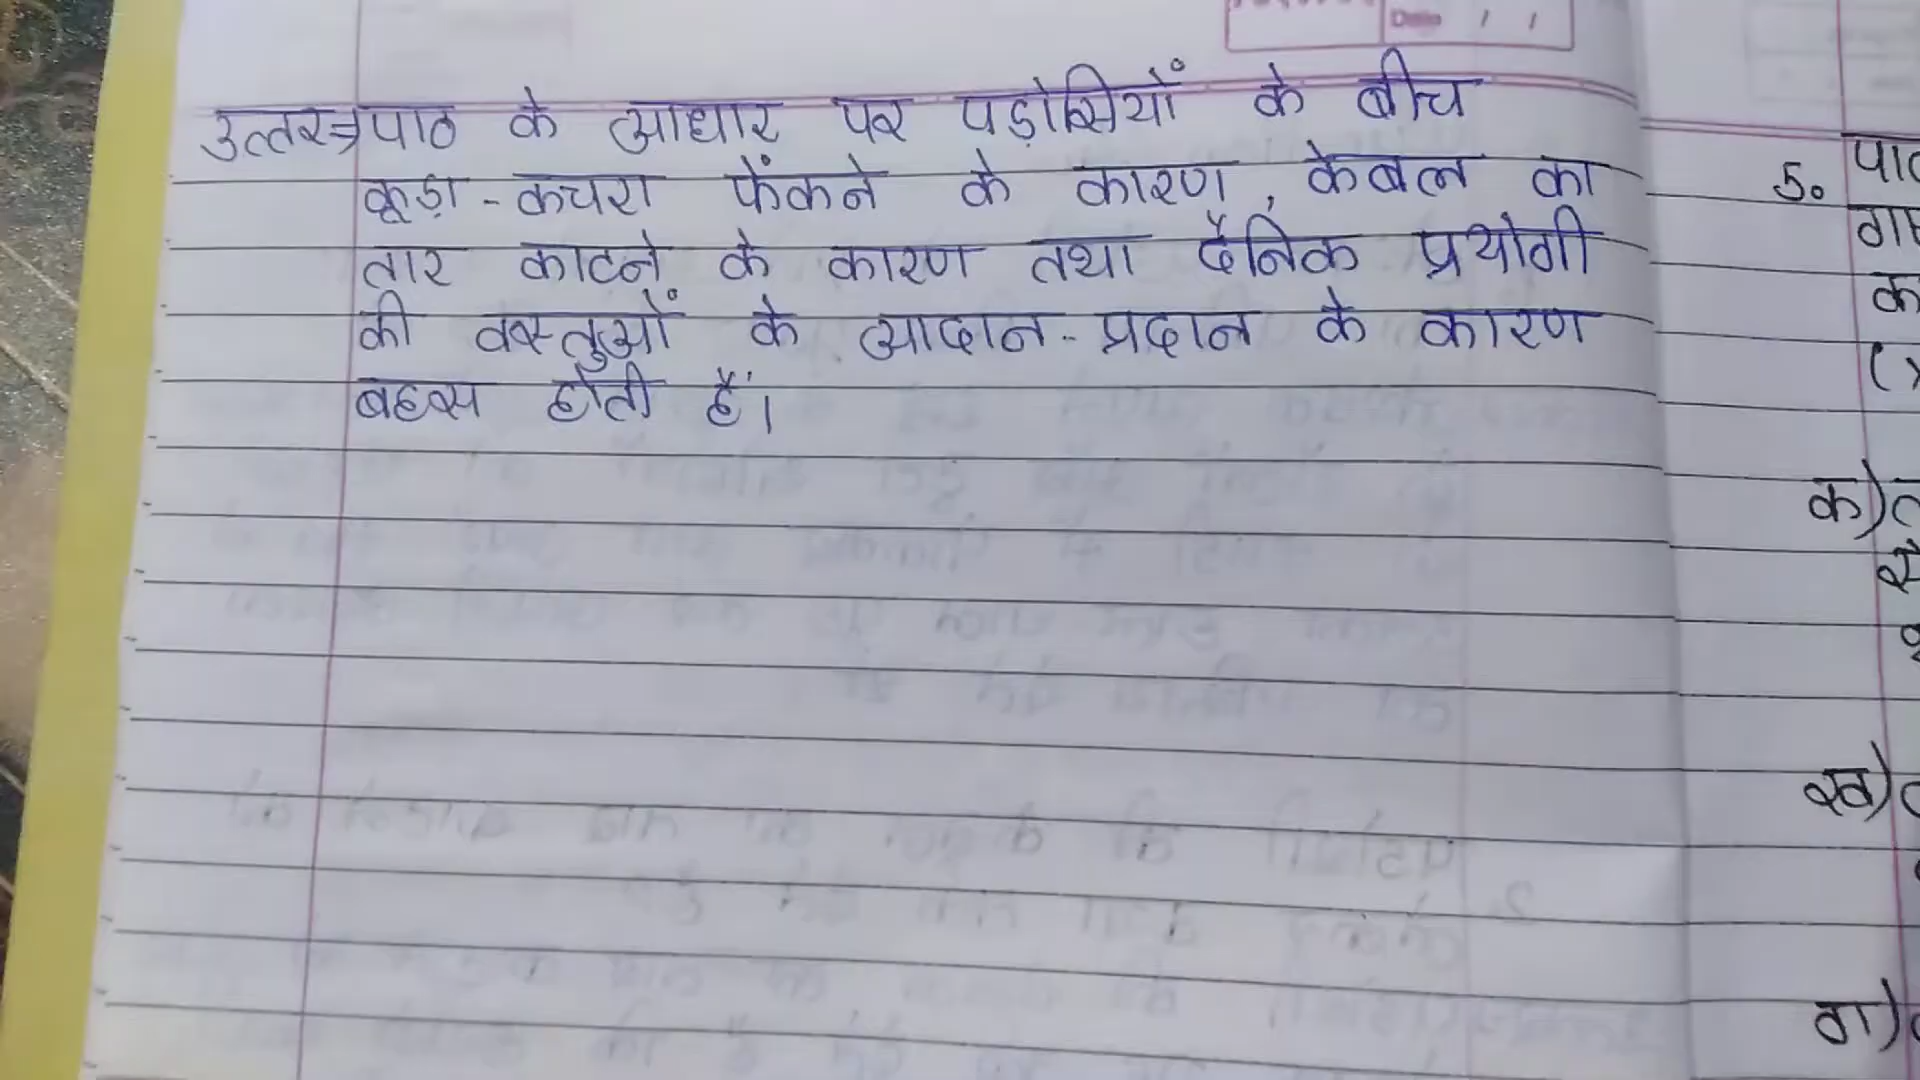 Date / /
उत्तर→पाठ के आधार पर पड़ोसियों के बीच
कूड़ा-कचरा फेंकने के कारण, केबल का
तार काटने के कारण तथा दैनिक प्रयोगी
की वस्तुओं के आदान-प्रदान के कारण
बहस होती हैं।
5.
क)
ख)
ग)